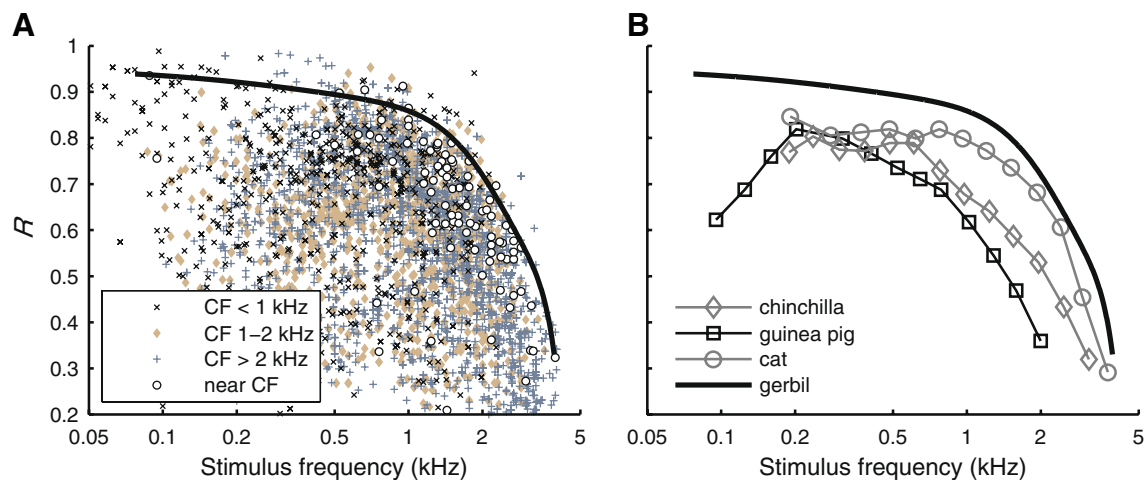 A
B
1
0.9
0.8
0.7
0.6
0.5
0.4
0.3
0.2
R
CF < 1 kHz
CF 1–2 kHz
CF > 2 kHz
near CF
0.05 0.1 0.2 0.5 1 2 5
Stimulus frequency (kHz)
chinchilla
guinea pig
cat
gerbil
0.05 0.1 0.2 0.5 1 2 5
Stimulus frequency (kHz)